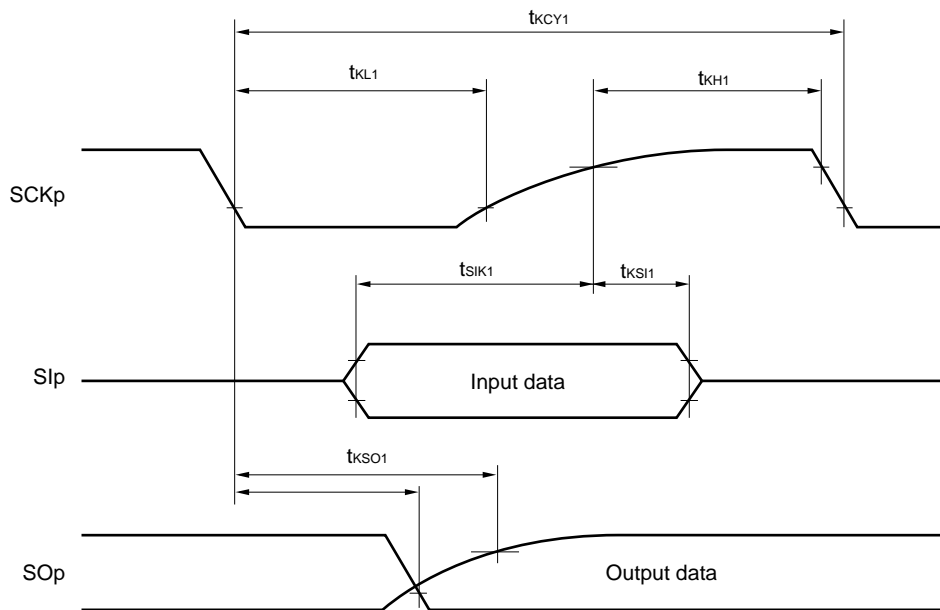 tKCY1
tKL1
tKH1
SCKp
tSIK1
tKSI1
SIp
Input data
tKSO1
SOp
Output data